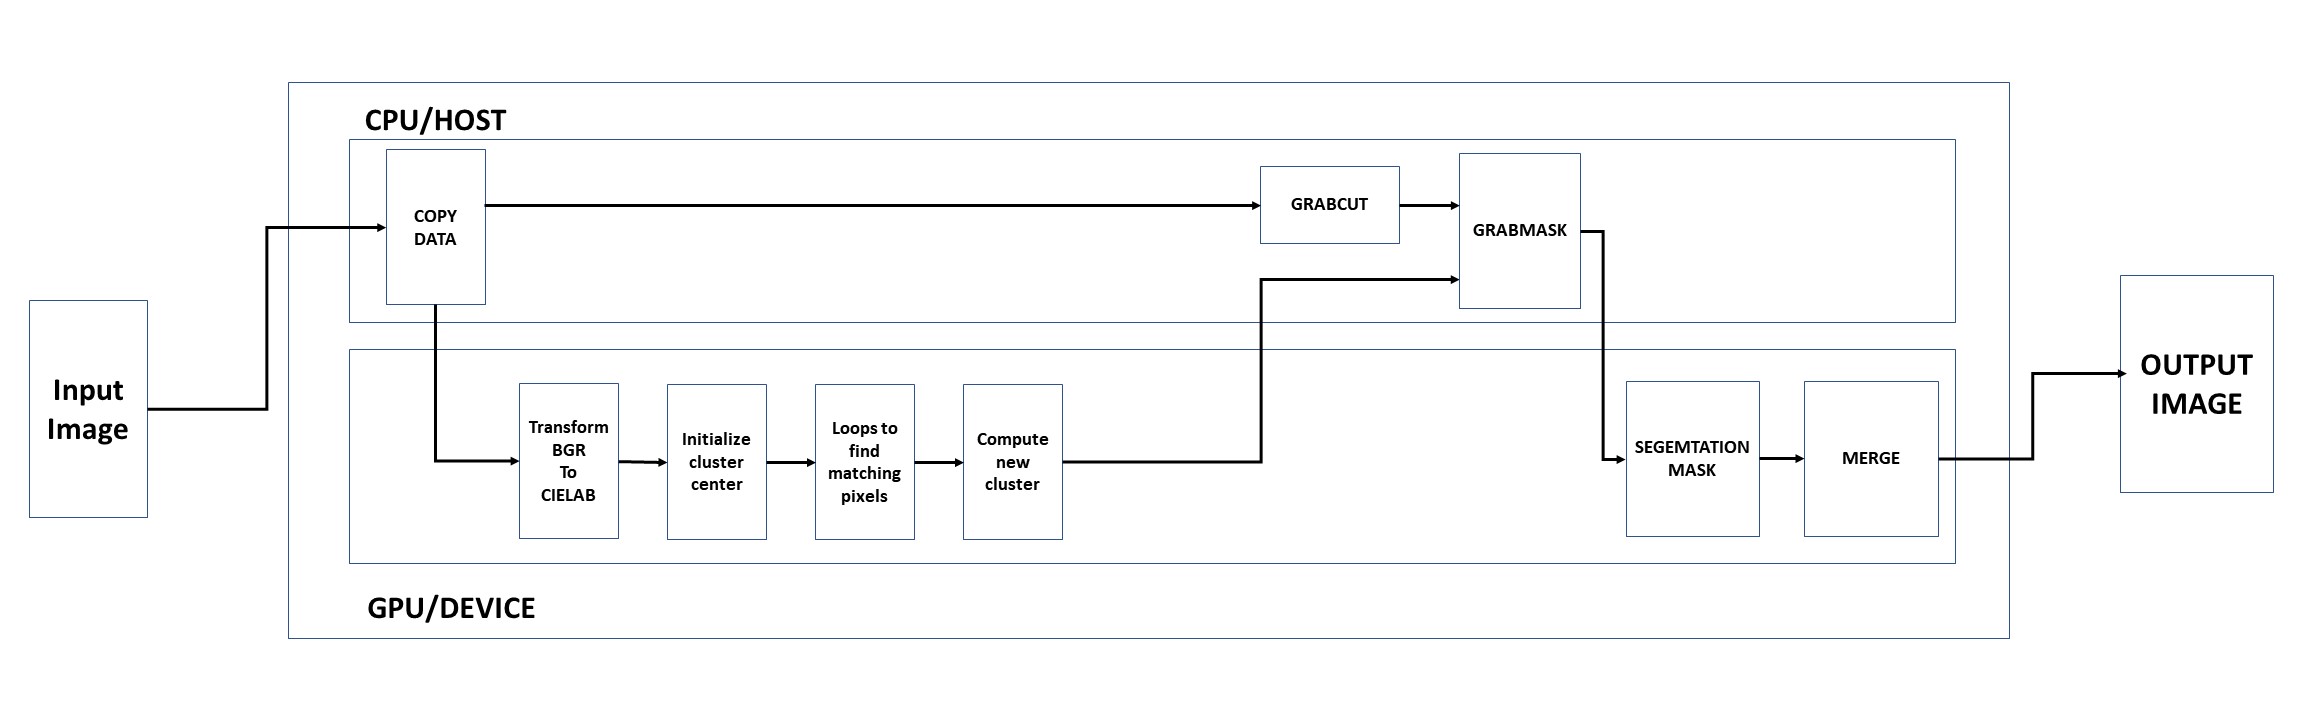 CPU/HOST
COPY
DATA
GRABCUT
GRABMASK
Input
Image
Transform
BGR
To
CIELAB
Initialize
cluster
center
Loops to
find
matching
pixels
Compute
new
cluster
SEGEMTATION
MASK
MERGE
OUTPUT
IMAGE
GPU/DEVICE